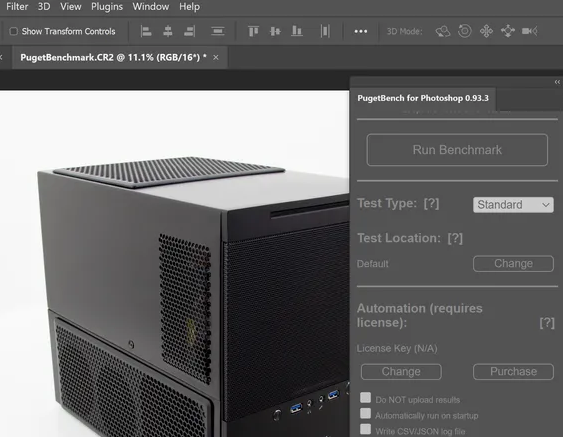 Filter 3D View Plugins Window Help
Show Transform Controls
3D Mode:
PugetBenchmark.CR2 @ 11.1% (RGB/16*) * ×
PugetBench for Photoshop 0.93.3
Run Benchmark
Test Type: [?] Standard
Test Location: [?]
Default Change
Automation (requires
license): [?]
License Key (N/A)
Change Purchase
Do NOT upload results
Automatically run on startup
Write CSV/JSON log file